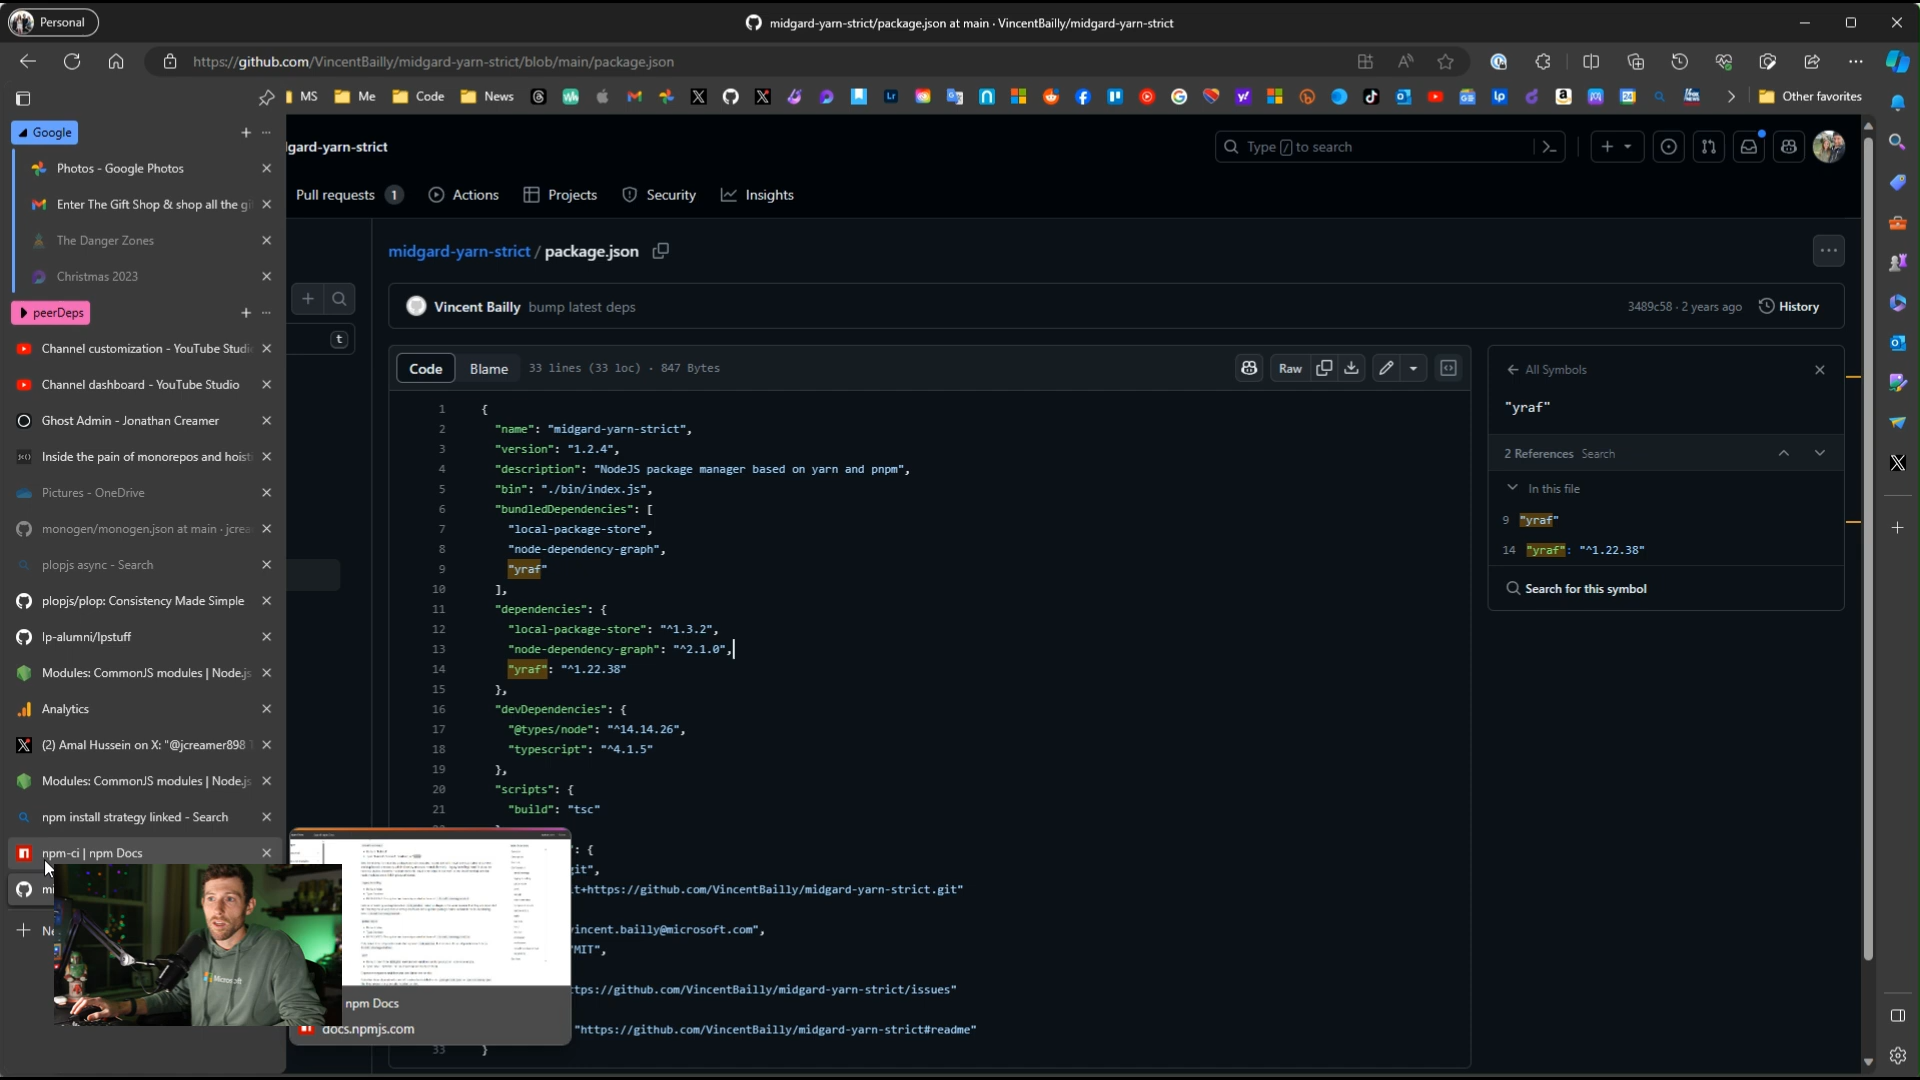 Personal
midgard-yarn-strict/package.json at main · VincentBailly/midgard-yarn-strict
https://github.com/VincentBailly/midgard-yarn-strict/blob/main/package.json
MS
Me
Code
News
Other favorites
Google
Photos - Google Photos
Enter The Gift Shop & shop all the gi
The Danger Zones
Christmas 2023
peerDeps
Channel customization - YouTube Studi
Channel dashboard - YouTube Studio
Ghost Admin - Jonathan Creamer
Inside the pain of monorepos and hoist
Pictures - OneDrive
monogen/monogen.json at main · jcrea
plopjs async - Search
plopjs/plop: Consistency Made Simple
lp-alumni/lpstuff
Modules: CommonJS modules | Node.js
Analytics
(2) Amal Hussein on X: "@jcreamer898
Modules: CommonJS modules | Node.js
npm install strategy linked - Search
npm-ci | npm Docs
mi
Ne
gard-yarn-strict
Type / to search
Pull requests 1
Actions
Projects
Security
Insights
midgard-yarn-strict / package.json
t
Vincent Bailly bump latest deps
3489c58 · 2 years ago
History
Code
Blame
33 lines (33 loc) · 847 Bytes
Raw
1 {
2 "name": "midgard-yarn-strict",
3 "version": "1.2.4",
4 "description": "NodeJS package manager based on yarn and pnpm",
5 "bin": "./bin/index.js",
6 "bundledDependencies": [
7 "local-package-store",
8 "node-dependency-graph",
9 "yraf"
10 ],
11 "dependencies": {
12 "local-package-store": "^1.3.2",
13 "node-dependency-graph": "^2.1.0",
14 "yraf": "^1.22.38"
15 },
16 "devDependencies": {
17 "@types/node": "^14.14.26",
18 "typescript": "^4.1.5"
19 },
20 "scripts": {
21 "build": "tsc"
: {
git",
it+https://github.com/VincentBailly/midgard-yarn-strict.git"
vincent.bailly@microsoft.com",
"MIT",
tps://github.com/VincentBailly/midgard-yarn-strict/issues"
"https://github.com/VincentBailly/midgard-yarn-strict#readme"
33 }
All Symbols
"yraf"
2 References Search
In this file
9 "yraf"
14 "yraf": "^1.22.38"
Search for this symbol
npm Docs
docs.npmjs.com
Microsoft